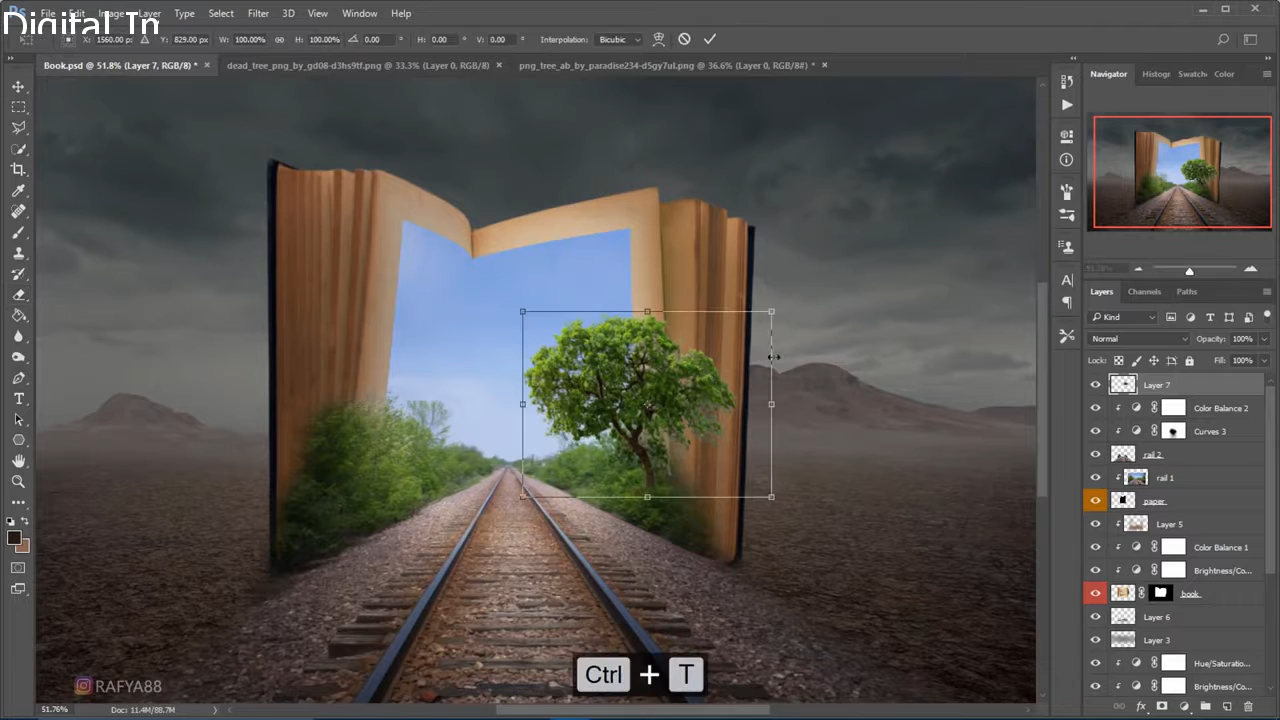 Digital Tm
File Edit Image Layer Type Select Filter 3D View Window Help
X: 1560.00 px Y: 829.00 px W: 100.00% H: 100.00% 0.00 ° H: 0.00 ° V: 0.00 ° Interpolation: Bicubic
Book.psd @ 51.8% (Layer 7, RGB/8) * × dead_tree_png_by_gd08-d3hs9tf.png @ 33.3% (Layer 0, RGB/8) × png_tree_ab_by_paradise234-d5gy7ul.png @ 36.6% (Layer 0, RGB/8#) * ×
Navigator Histogr Swatch Color
51.76%
Layers Channels Paths
Kind
Normal Opacity: 100%
Lock: Fill: 100%
Layer 7
Color Balance 2
Curves 3
rail 2
rail 1
paper
Layer 5
Color Balance 1
Brightness/Co...
book
Layer 6
Layer 3
Hue/Saturatio...
Brightness/Co...
Ctrl + T
RAFYA88
51.76% Doc: 11.4M/88.7M